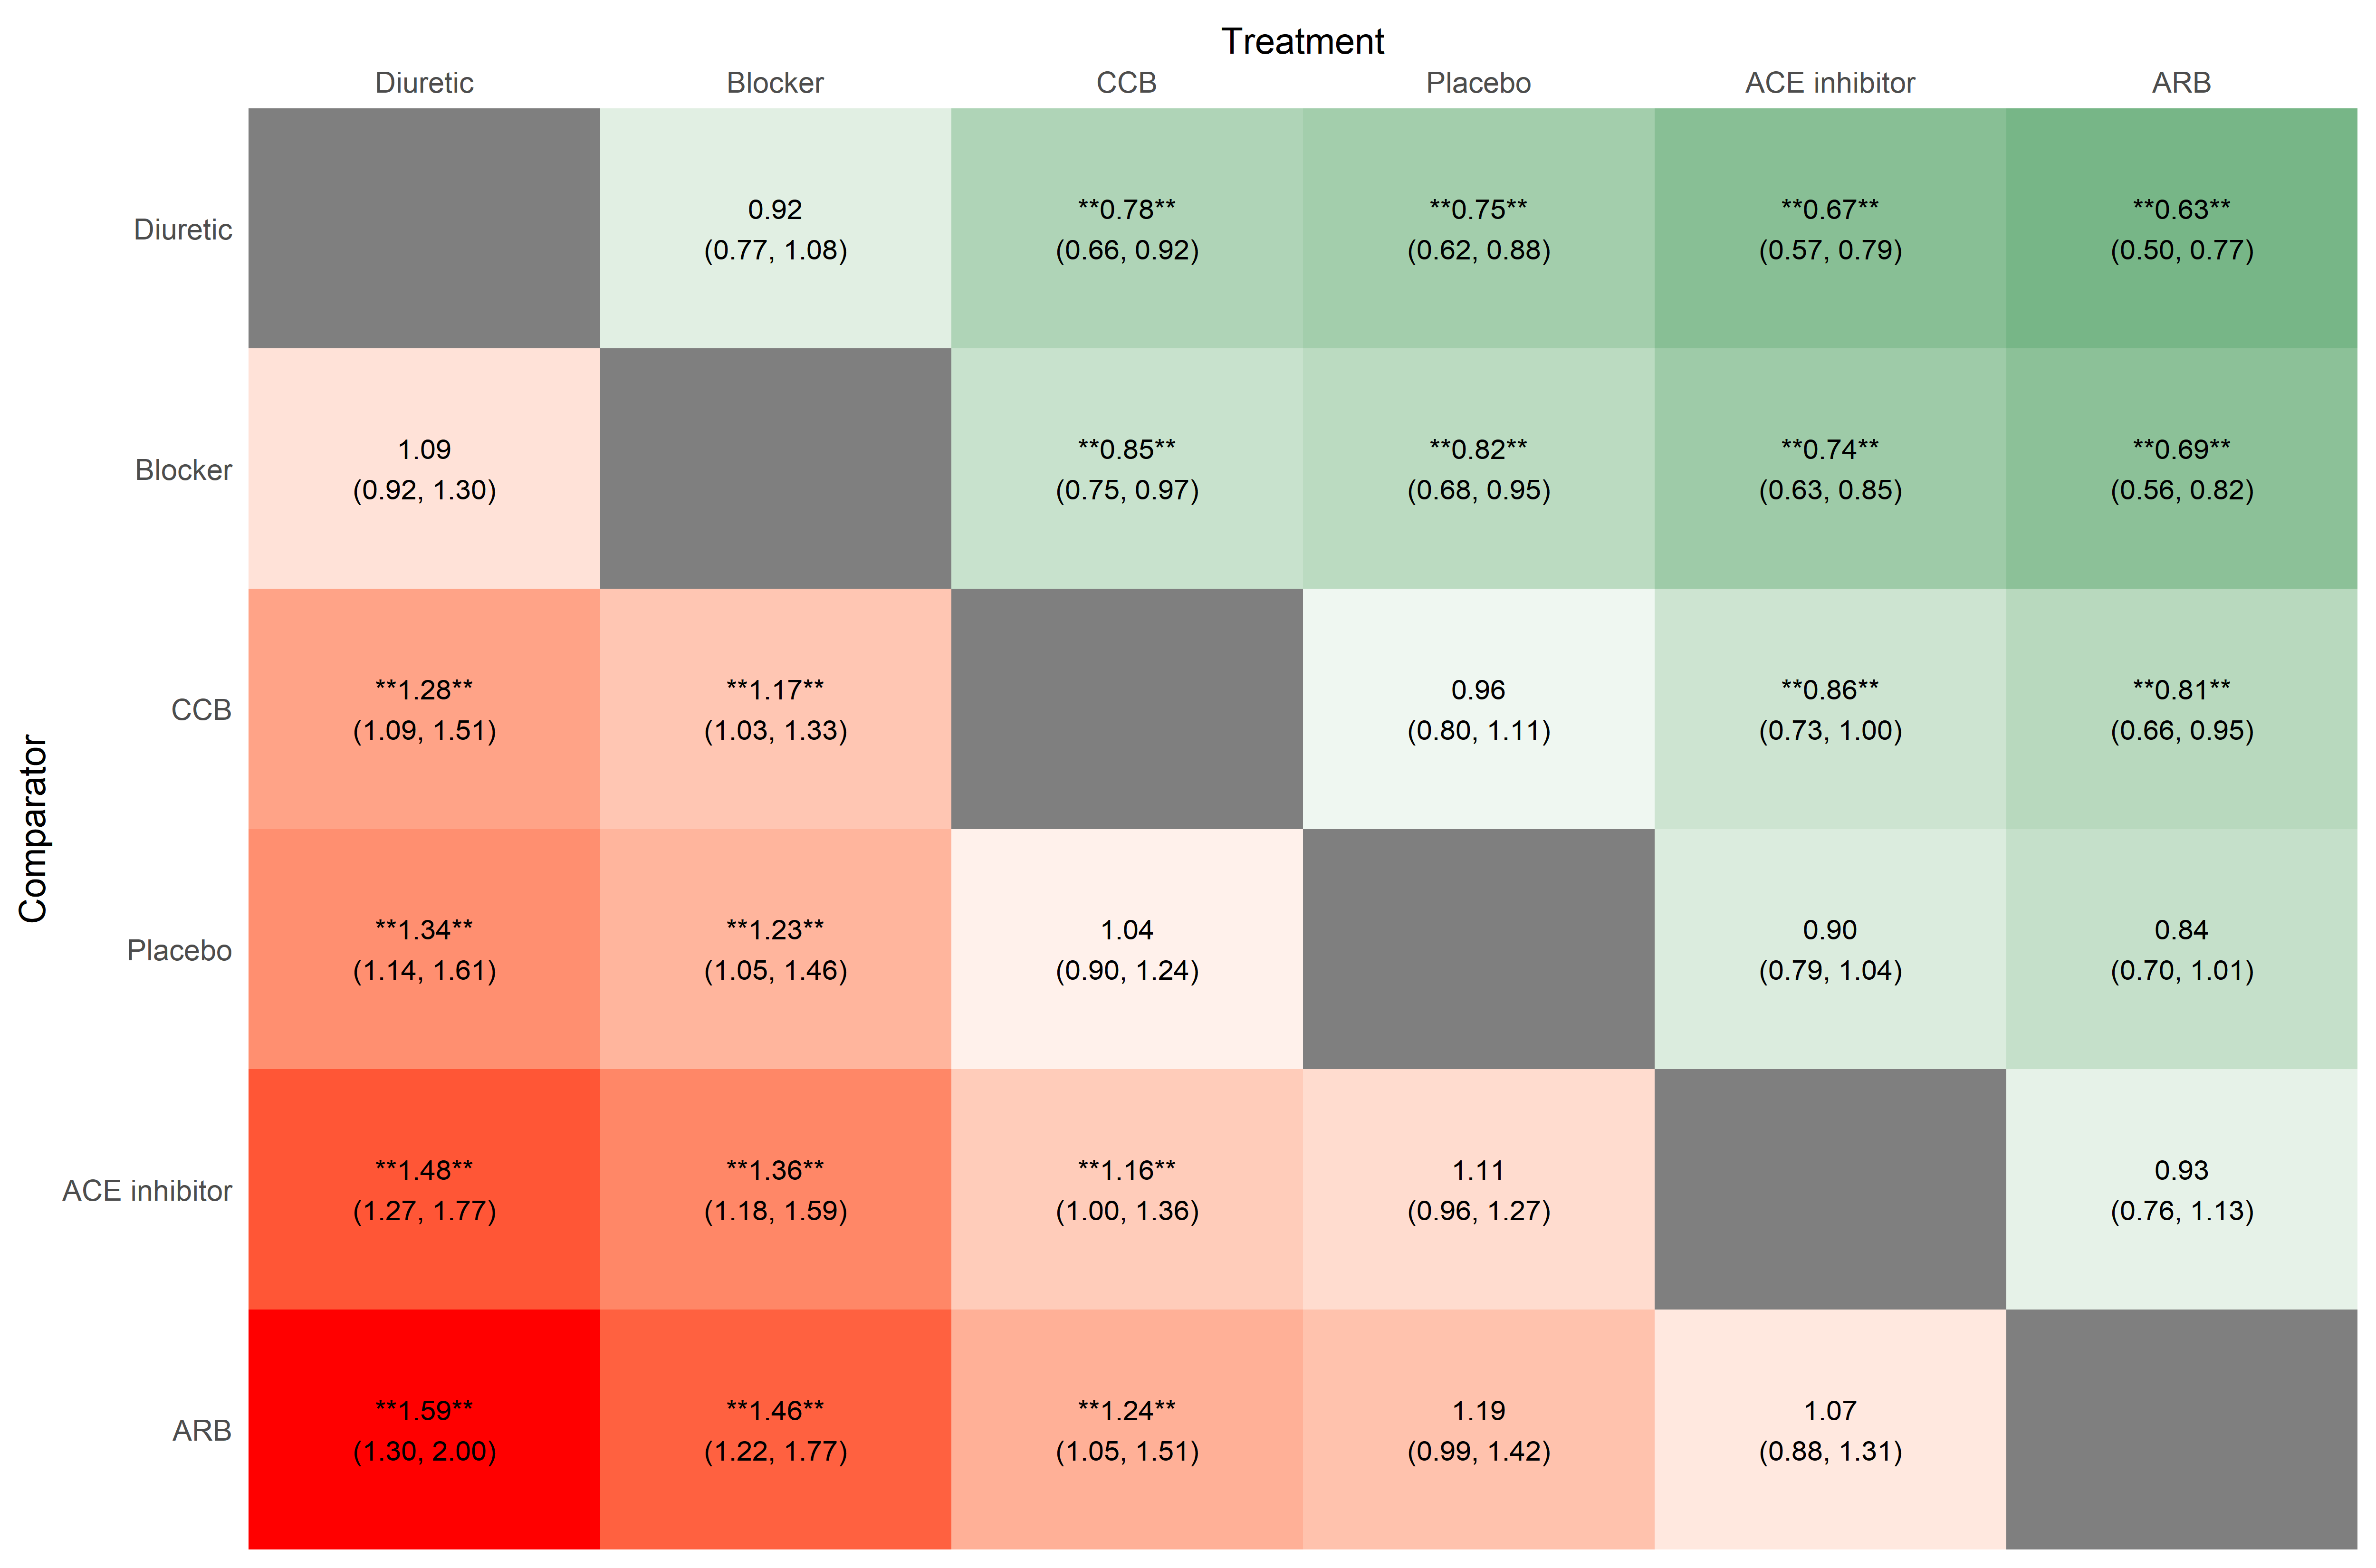 Treatment
Diuretic Blocker CCB Placebo ACE inhibitor ARB
Diuretic
0.92 **0.78** **0.75** **0.67** **0.63**
(0.77, 1.08) (0.66, 0.92) (0.62, 0.88) (0.57, 0.79) (0.50, 0.77)
Blocker
1.09 **0.85** **0.82** **0.74** **0.69**
(0.92, 1.30) (0.75, 0.97) (0.68, 0.95) (0.63, 0.85) (0.56, 0.82)
CCB
**1.28** **1.17** 0.96 **0.86** **0.81**
(1.09, 1.51) (1.03, 1.33) (0.80, 1.11) (0.73, 1.00) (0.66, 0.95)
Comparator
Placebo
**1.34** **1.23** 1.04 0.90 0.84
(1.14, 1.61) (1.05, 1.46) (0.90, 1.24) (0.79, 1.04) (0.70, 1.01)
ACE inhibitor
**1.48** **1.36** **1.16** 1.11 0.93
(1.27, 1.77) (1.18, 1.59) (1.00, 1.36) (0.96, 1.27) (0.76, 1.13)
ARB
**1.59** **1.46** **1.24** 1.19 1.07
(1.30, 2.00) (1.22, 1.77) (1.05, 1.51) (0.99, 1.42) (0.88, 1.31)